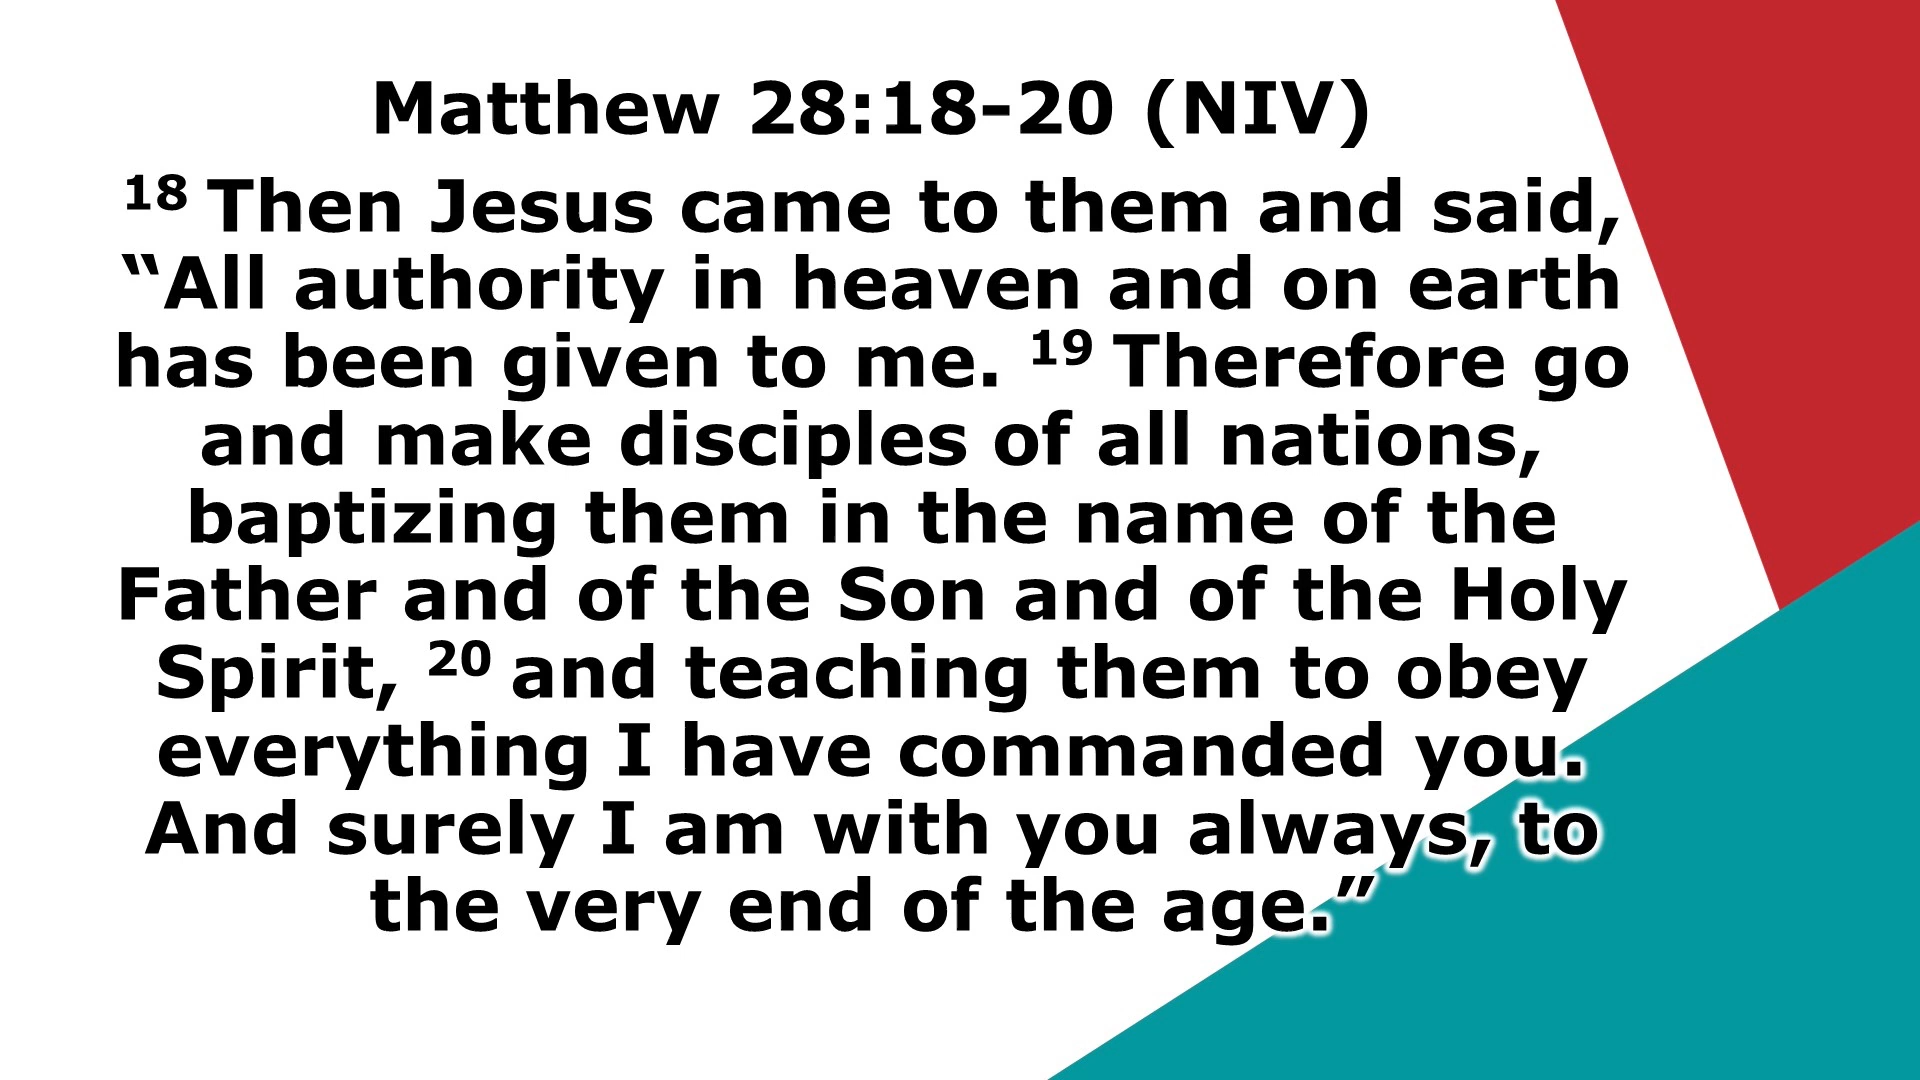 Matthew 28:18-20 (NIV)
18 Then Jesus came to them and said,
“All authority in heaven and on earth
has been given to me. 19 Therefore go
and make disciples of all nations,
baptizing them in the name of the
Father and of the Son and of the Holy
Spirit, 20 and teaching them to obey
everything I have commanded you.
And surely I am with you always, to
the very end of the age.”